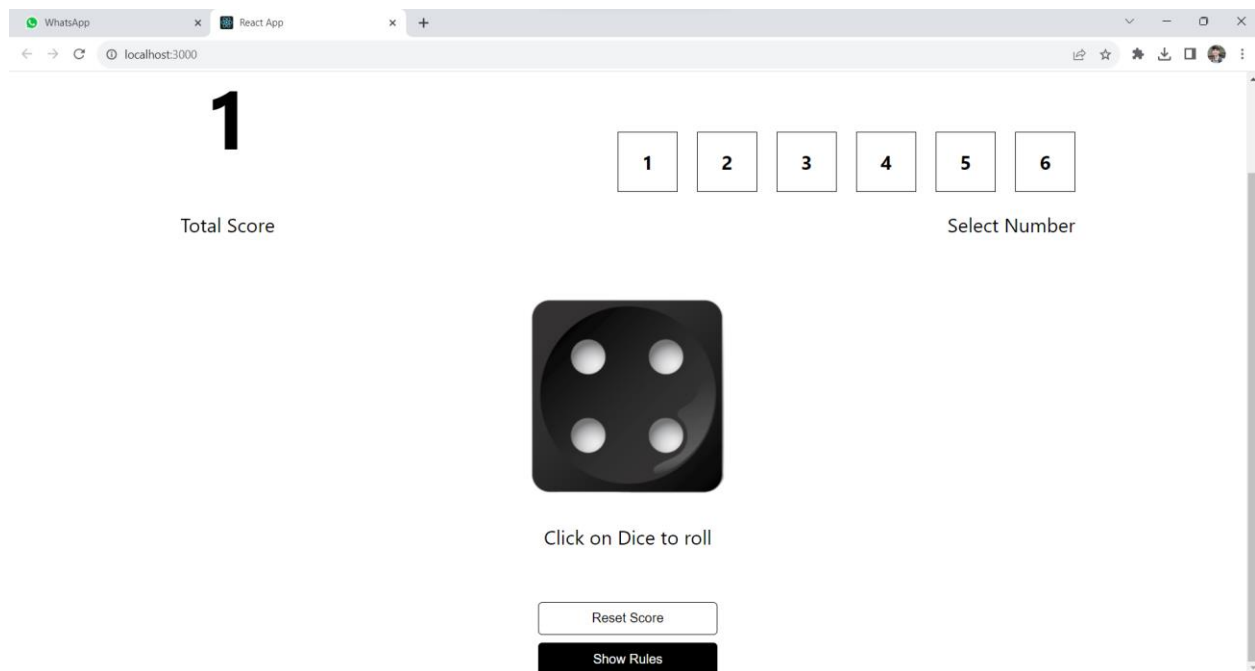 WhatsApp
React App
localhost:3000
1
1 2 3 4 5 6
Total Score
Select Number
Click on Dice to roll
Reset Score
Show Rules